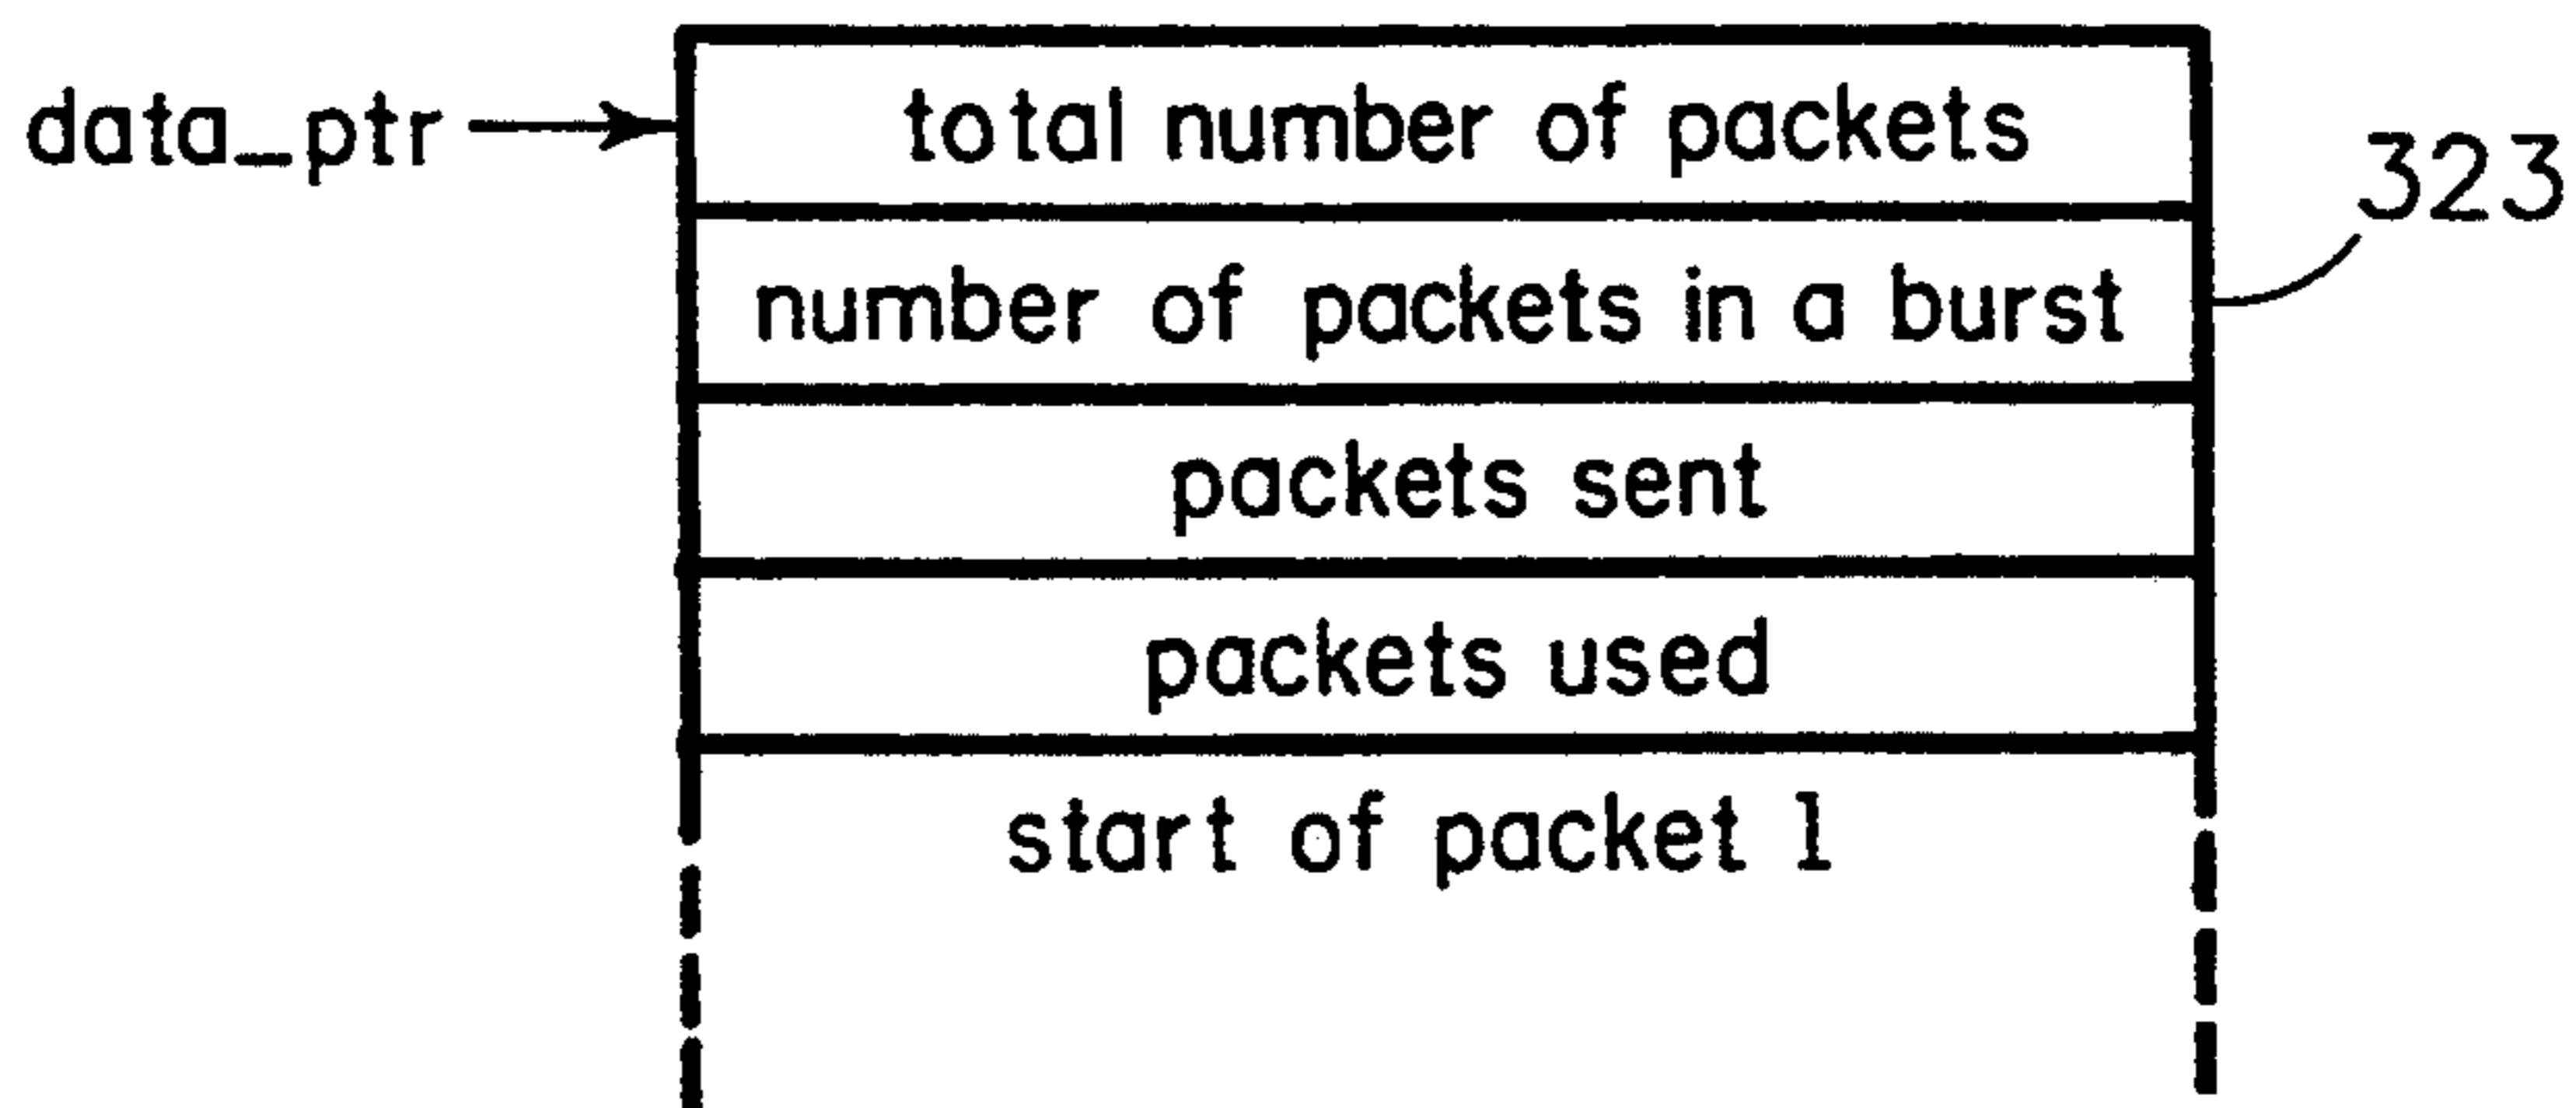 data_ptr
total number of packets
323
number of packets in a burst
packets sent
packets used
start of packet 1